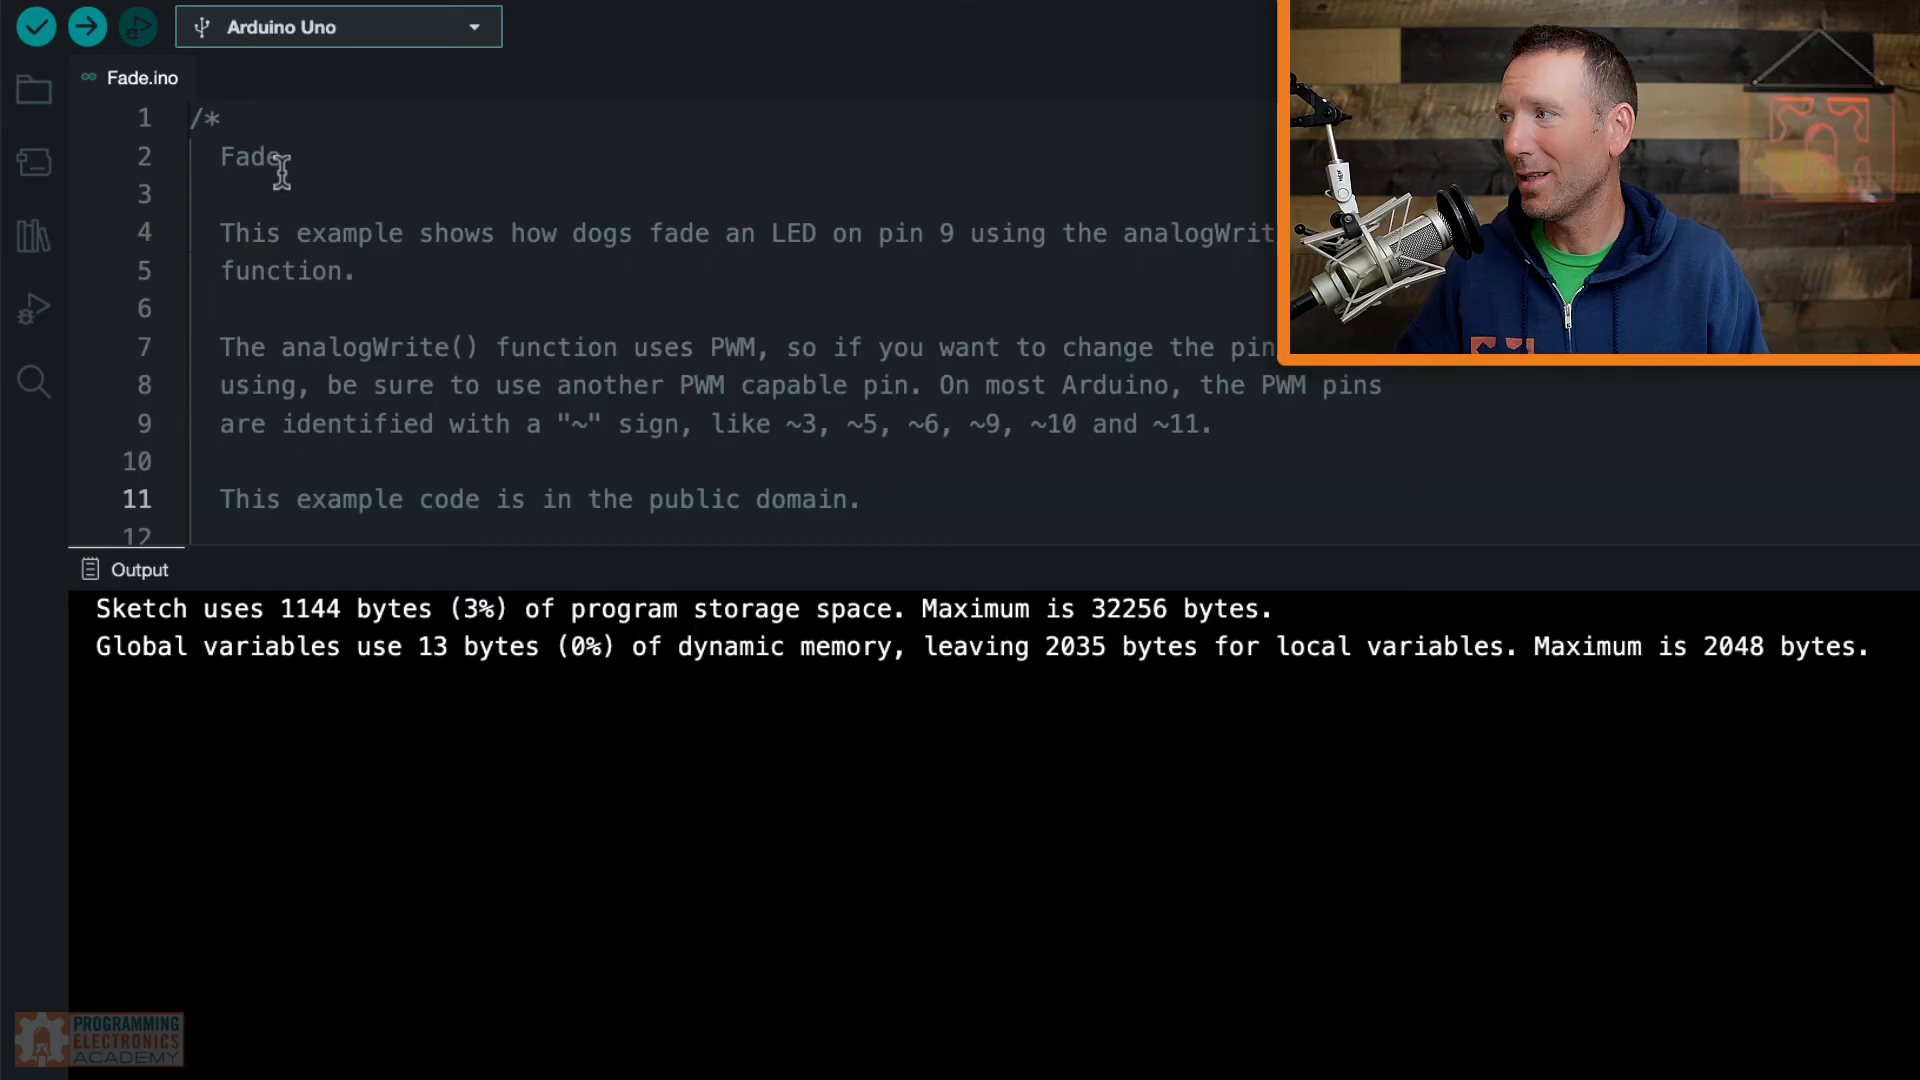 Arduino Uno
Fade.ino
1 /*
2 Fade
3
4 This example shows how dogs fade an LED on pin 9 using the analogWrit
5 function.
6
7 The analogWrite() function uses PWM, so if you want to change the pin
8 using, be sure to use another PWM capable pin. On most Arduino, the PWM pins
9 are identified with a "~" sign, like ~3, ~5, ~6, ~9, ~10 and ~11.
10
11 This example code is in the public domain.
12
Output
Sketch uses 1144 bytes (3%) of program storage space. Maximum is 32256 bytes.
Global variables use 13 bytes (0%) of dynamic memory, leaving 2035 bytes for local variables. Maximum is 2048 bytes.
PROGRAMMING
ELECTRONICS
ACADEMY